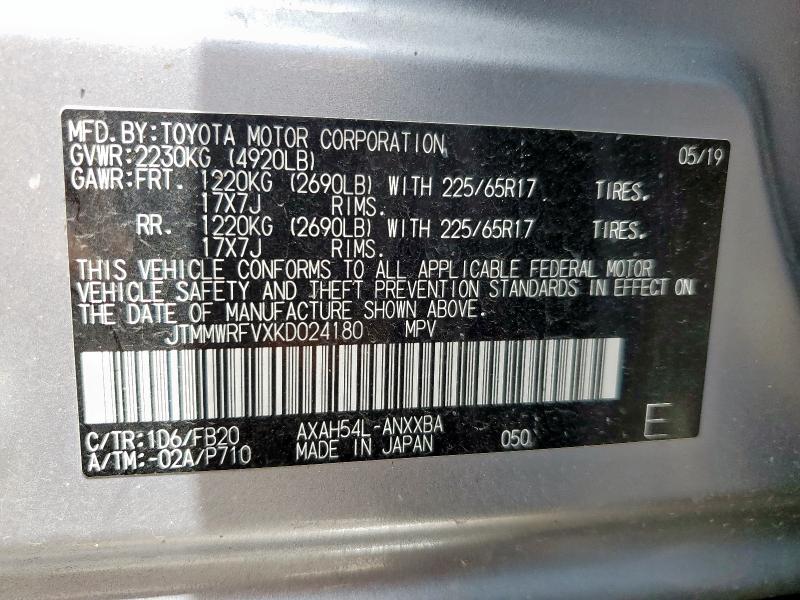 MFD.BY:TOYOTA MOTOR CORPORATION 05/19
GVWR:2230KG (4920LB)
GAWR:FRT. 1220KG (2690LB) WITH 225/65R17 TIRES.
17X7J RIMS.
RR. 1220KG (2690LB) WITH 225/65R17 TIRES.
17X7J RIMS.
THIS VEHICLE CONFORMS TO ALL APPLICABLE FEDERAL MOTOR
VEHICLE SAFETY AND THEFT PREVENTION STANDARDS IN EFFECT ON
THE DATE OF MANUFACTURE SHOWN ABOVE.
JTMMWRFVXKD024180 MPV
C/TR:1D6/FB20 AXAH54L-ANXXBA 050 E
A/TM:-02A/P710 MADE IN JAPAN